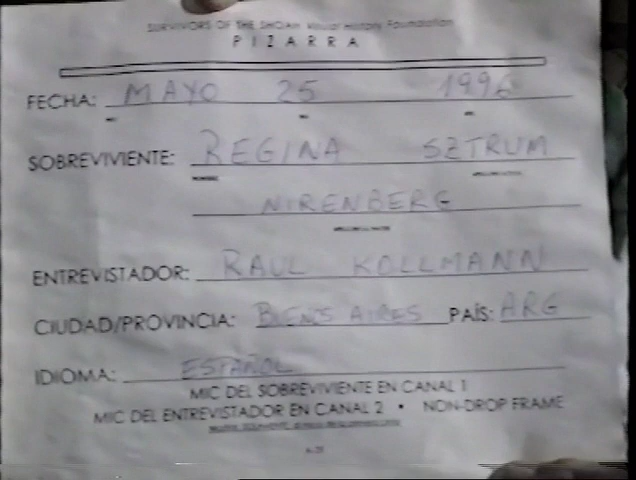 SURVIVORS OF THE SHOAH Visual History Foundation
PIZARRA
FECHA: MAYO 25 1996
SOBREVIVIENTE: REGINA SZTRUM
NIRENBERG
ENTREVISTADOR: RAUL KOLLMANN
CIUDAD/PROVINCIA: BUENOS AIRES PAÍS: ARG
IDIOMA: ESPAÑOL
MIC DEL SOBREVIVIENTE EN CANAL 1
MIC DEL ENTREVISTADOR EN CANAL 2 • NON-DROP FRAME